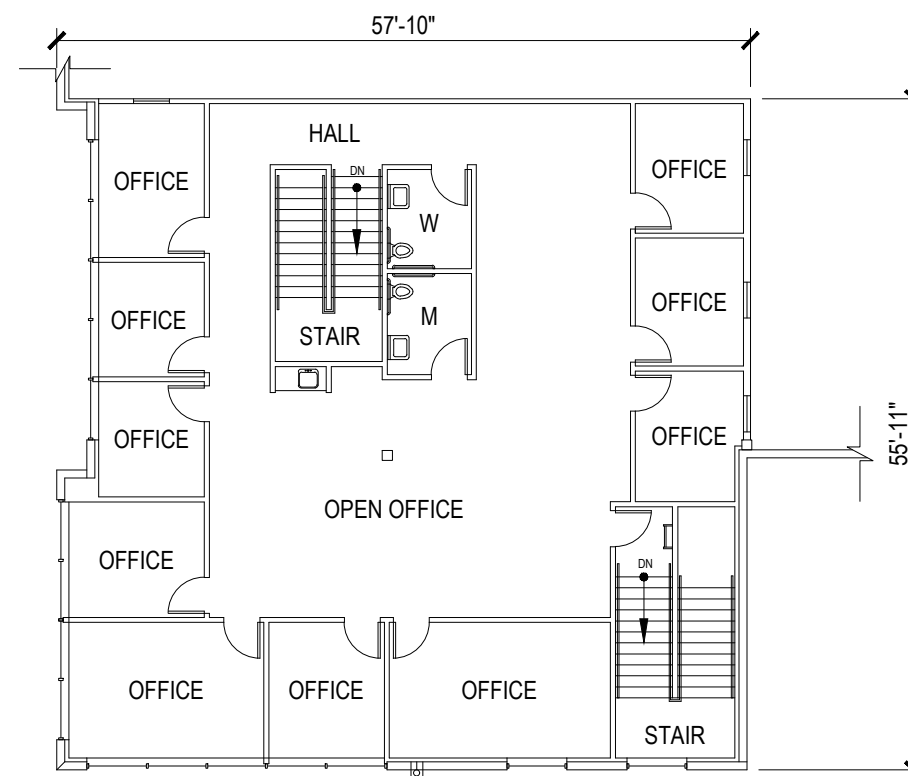 57'-10"
HALL
DN
OFFICE
OFFICE
W
OFFICE
OFFICE
M
STAIR
OFFICE
OFFICE
55'-11"
OPEN OFFICE
OFFICE
DN
OFFICE
OFFICE
OFFICE
STAIR